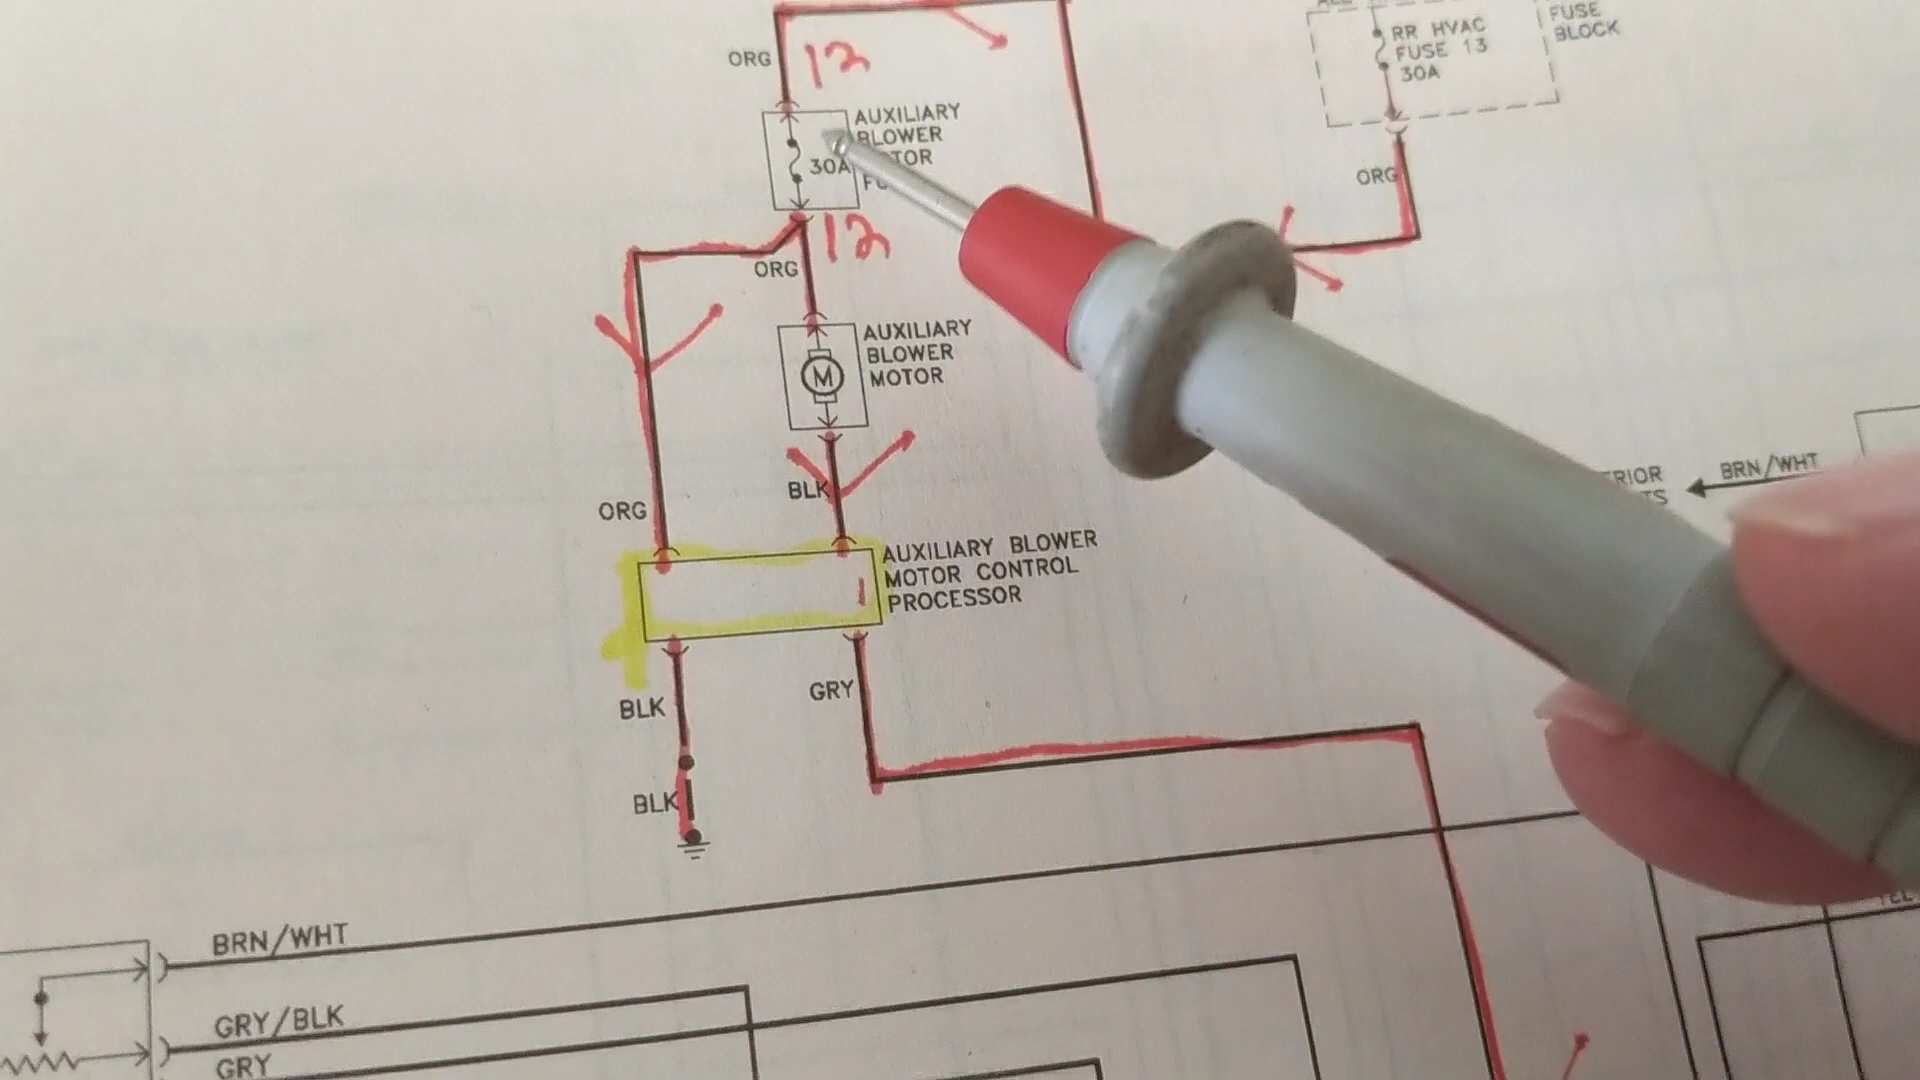 RR HVAC
FUSE 13
30A
FUSE
BLOCK
ORG
12
AUXILIARY
BLOWER
30A
12
ORG
ORG
AUXILIARY
BLOWER
MOTOR
M
BRN/WHT
BLK
ORG
AUXILIARY BLOWER
MOTOR CONTROL
PROCESSOR
BLK
GRY
BLK
BRN/WHT
GRY/BLK
GRY